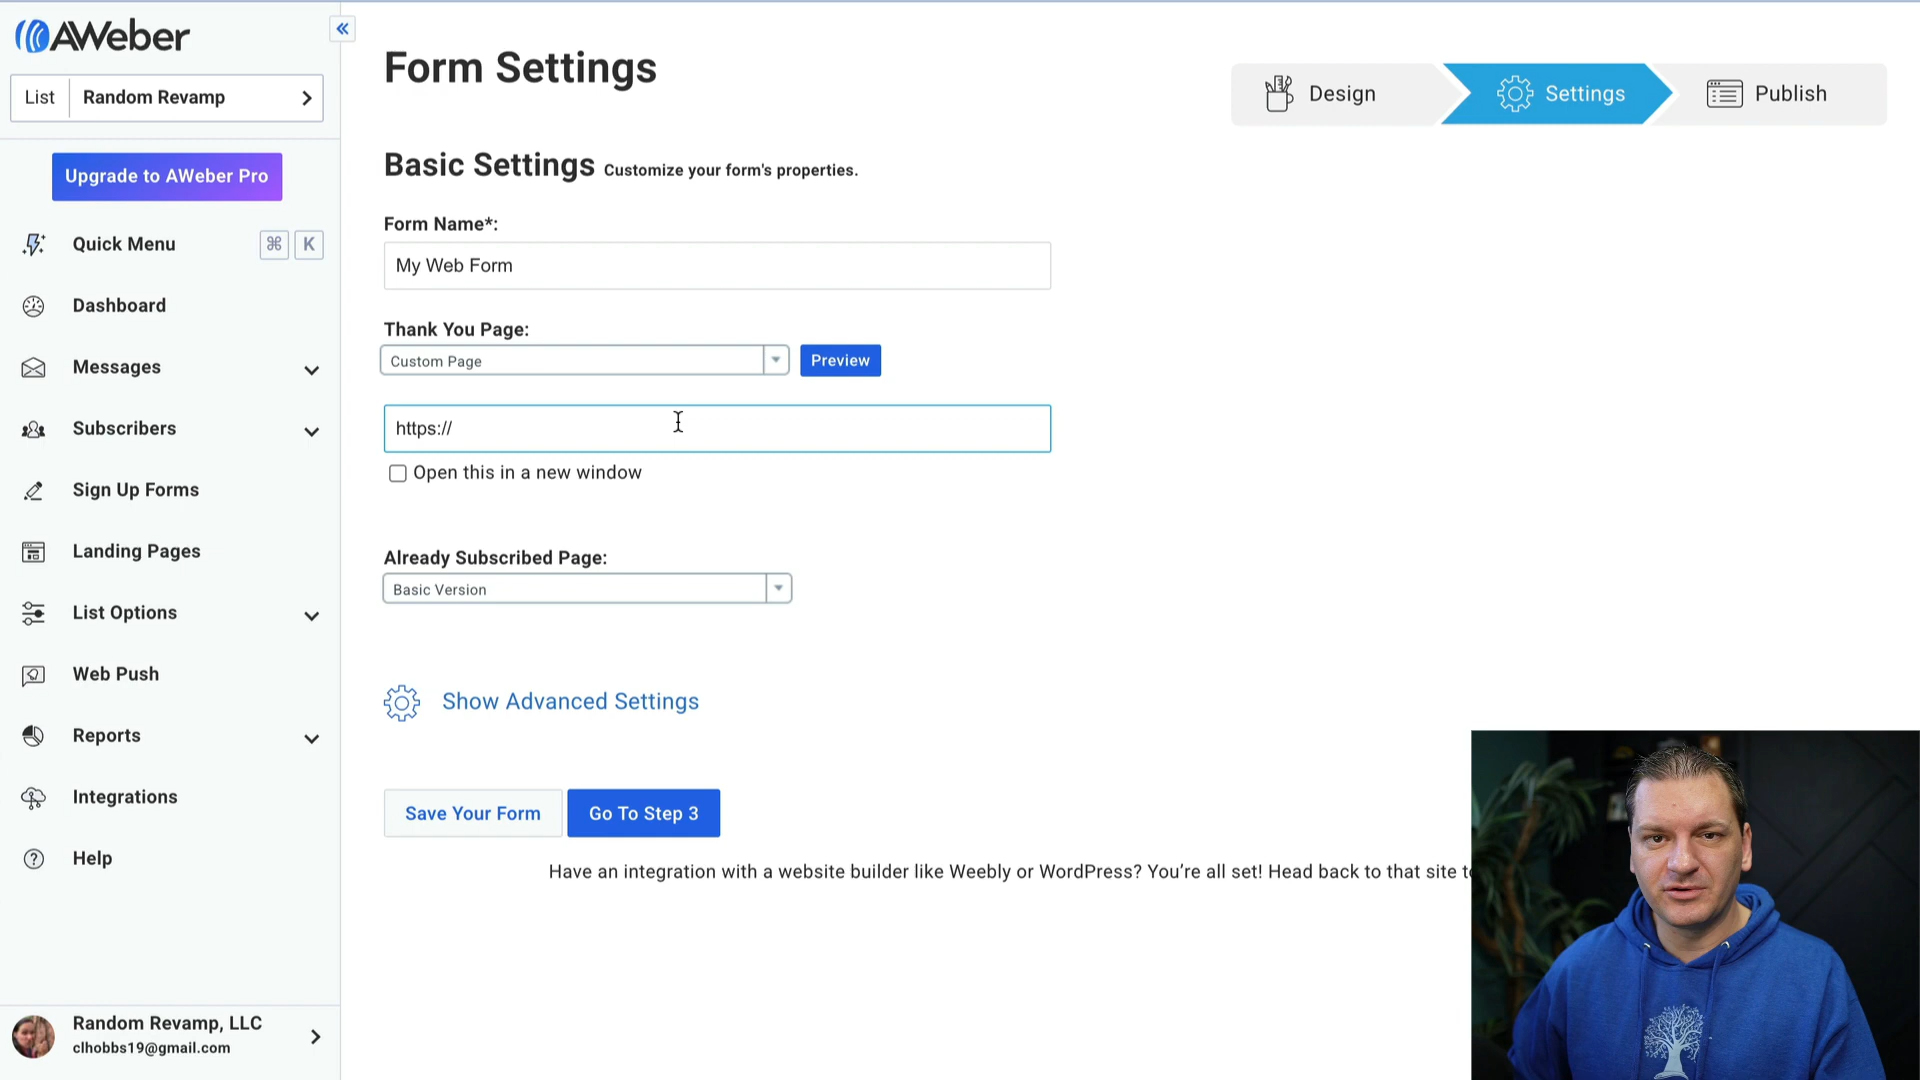 AWeber
List Random Revamp
Upgrade to AWeber Pro
Quick Menu ⌘ K
Dashboard
Messages
Subscribers
Sign Up Forms
Landing Pages
List Options
Web Push
Reports
Integrations
Help
Random Revamp, LLC
clhobbs19@gmail.com
Form Settings
Design
Settings
Publish
Basic Settings Customize your form's properties.
Form Name*:
My Web Form
Thank You Page:
Custom Page
Preview
https://
Open this in a new window
Already Subscribed Page:
Basic Version
Show Advanced Settings
Save Your Form
Go To Step 3
Have an integration with a website builder like Weebly or WordPress? You’re all set! Head back to that site